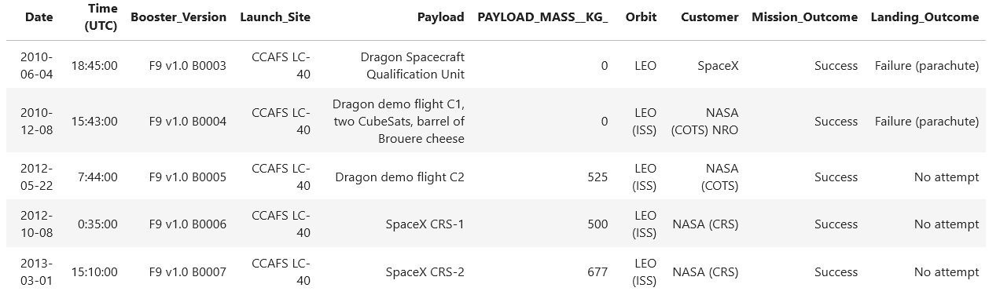 Date Time (UTC) Booster_Version Launch_Site Payload PAYLOAD_MASS__KG_ Orbit Customer Mission_Outcome Landing_Outcome
2010-06-04 18:45:00 F9 v1.0 B0003 CCAFS LC-40 Dragon Spacecraft Qualification Unit 0 LEO SpaceX Success Failure (parachute)
2010-12-08 15:43:00 F9 v1.0 B0004 CCAFS LC-40 Dragon demo flight C1, two CubeSats, barrel of Brouere cheese 0 LEO (ISS) NASA (COTS) NRO Success Failure (parachute)
2012-05-22 7:44:00 F9 v1.0 B0005 CCAFS LC-40 Dragon demo flight C2 525 LEO (ISS) NASA (COTS) Success No attempt
2012-10-08 0:35:00 F9 v1.0 B0006 CCAFS LC-40 SpaceX CRS-1 500 LEO (ISS) NASA (CRS) Success No attempt
2013-03-01 15:10:00 F9 v1.0 B0007 CCAFS LC-40 SpaceX CRS-2 677 LEO (ISS) NASA (CRS) Success No attempt